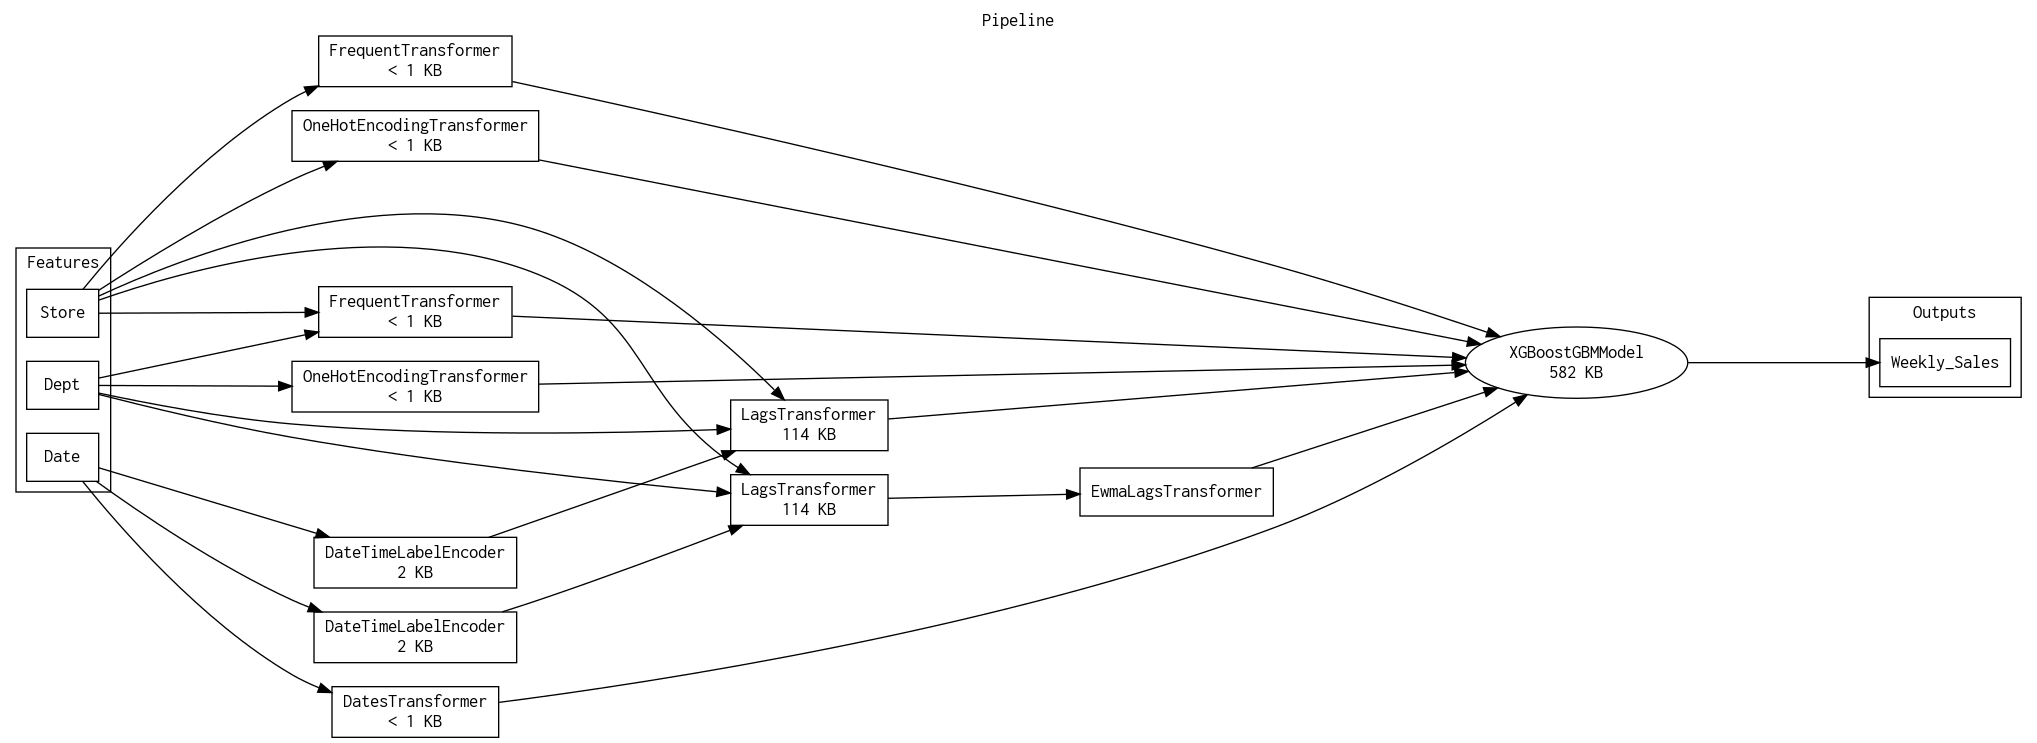 Pipeline
FrequentTransformer
< 1 KB
OneHotEncodingTransformer
< 1 KB
Features
Store
Dept
Date
FrequentTransformer
< 1 KB
OneHotEncodingTransformer
< 1 KB
LagsTransformer
114 KB
LagsTransformer
114 KB
EwmaLagsTransformer
DateTimeLabelEncoder
2 KB
DateTimeLabelEncoder
2 KB
DatesTransformer
< 1 KB
XGBoostGBMModel
582 KB
Outputs
Weekly_Sales